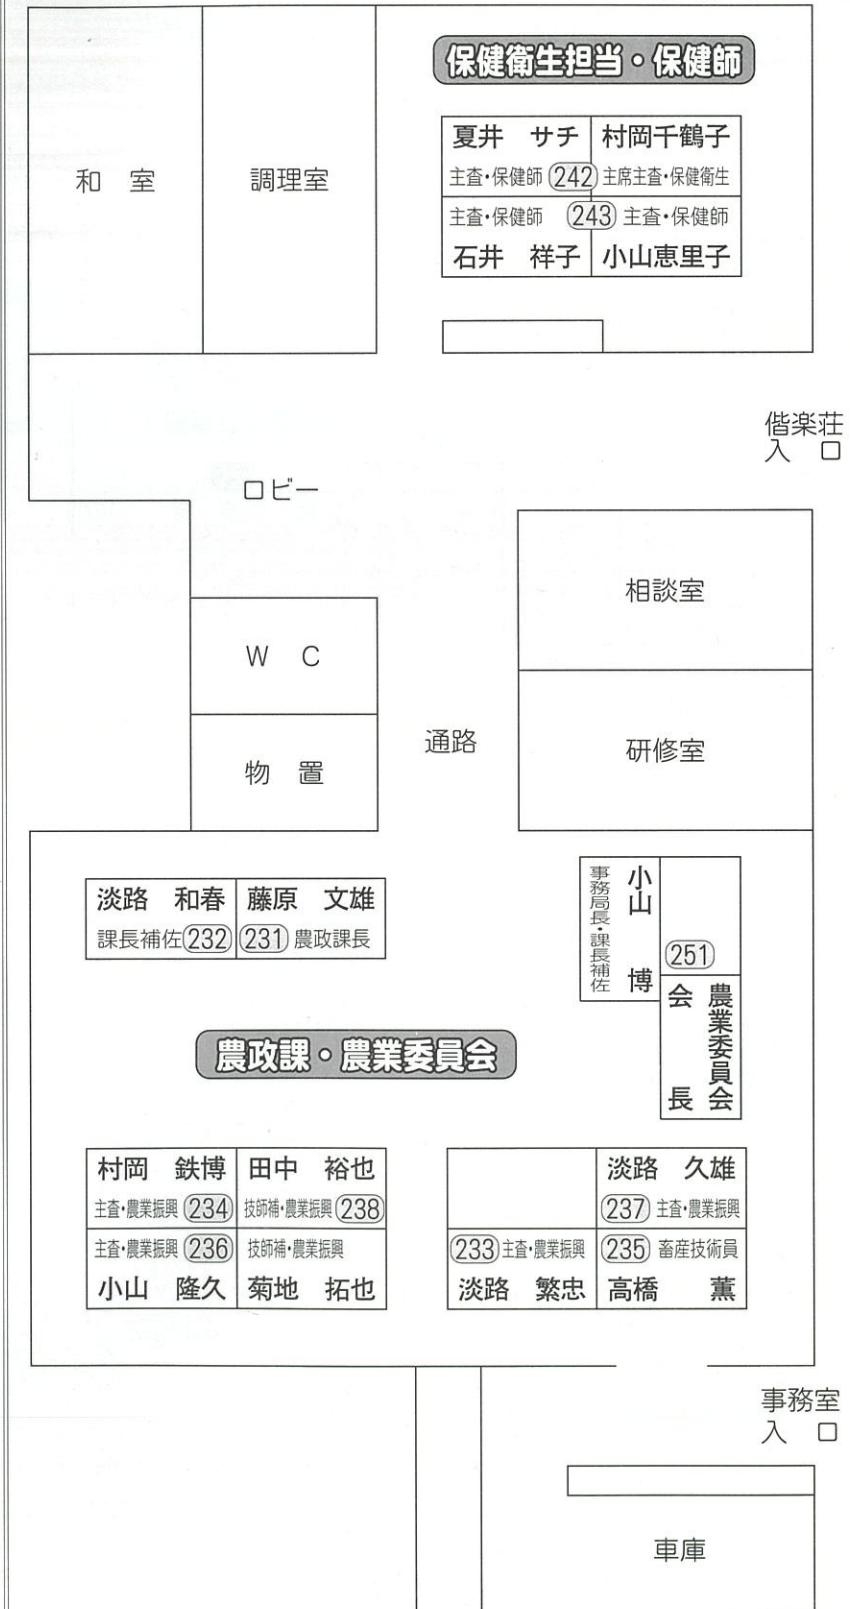 保健衛生担当・保健師
夏井 サチ 村岡千鶴子
主査・保健師 242 主席主査・保健衛生
主査・保健師 243 主査・保健師
石井 祥子 小山恵里子
和 室
調理室
偕楽荘
入 口
ロビー
相談室
W C
通路
研修室
物 置
淡路 和春 藤原 文雄
課長補佐 232 231 農政課長
小山 博
事務局長・課長補佐
251
農業委員会
会 長
農政課・農業委員会
村岡 鉄博 田中 裕也
主査・農業振興 234 技師補・農業振興 238
主査・農業振興 236 技師補・農業振興
小山 隆久 菊地 拓也
淡路 久雄
237 主査・農業振興
233 主査・農業振興 235 畜産技術員
淡路 繁忠 高橋 薫
事務室
入 口
車庫